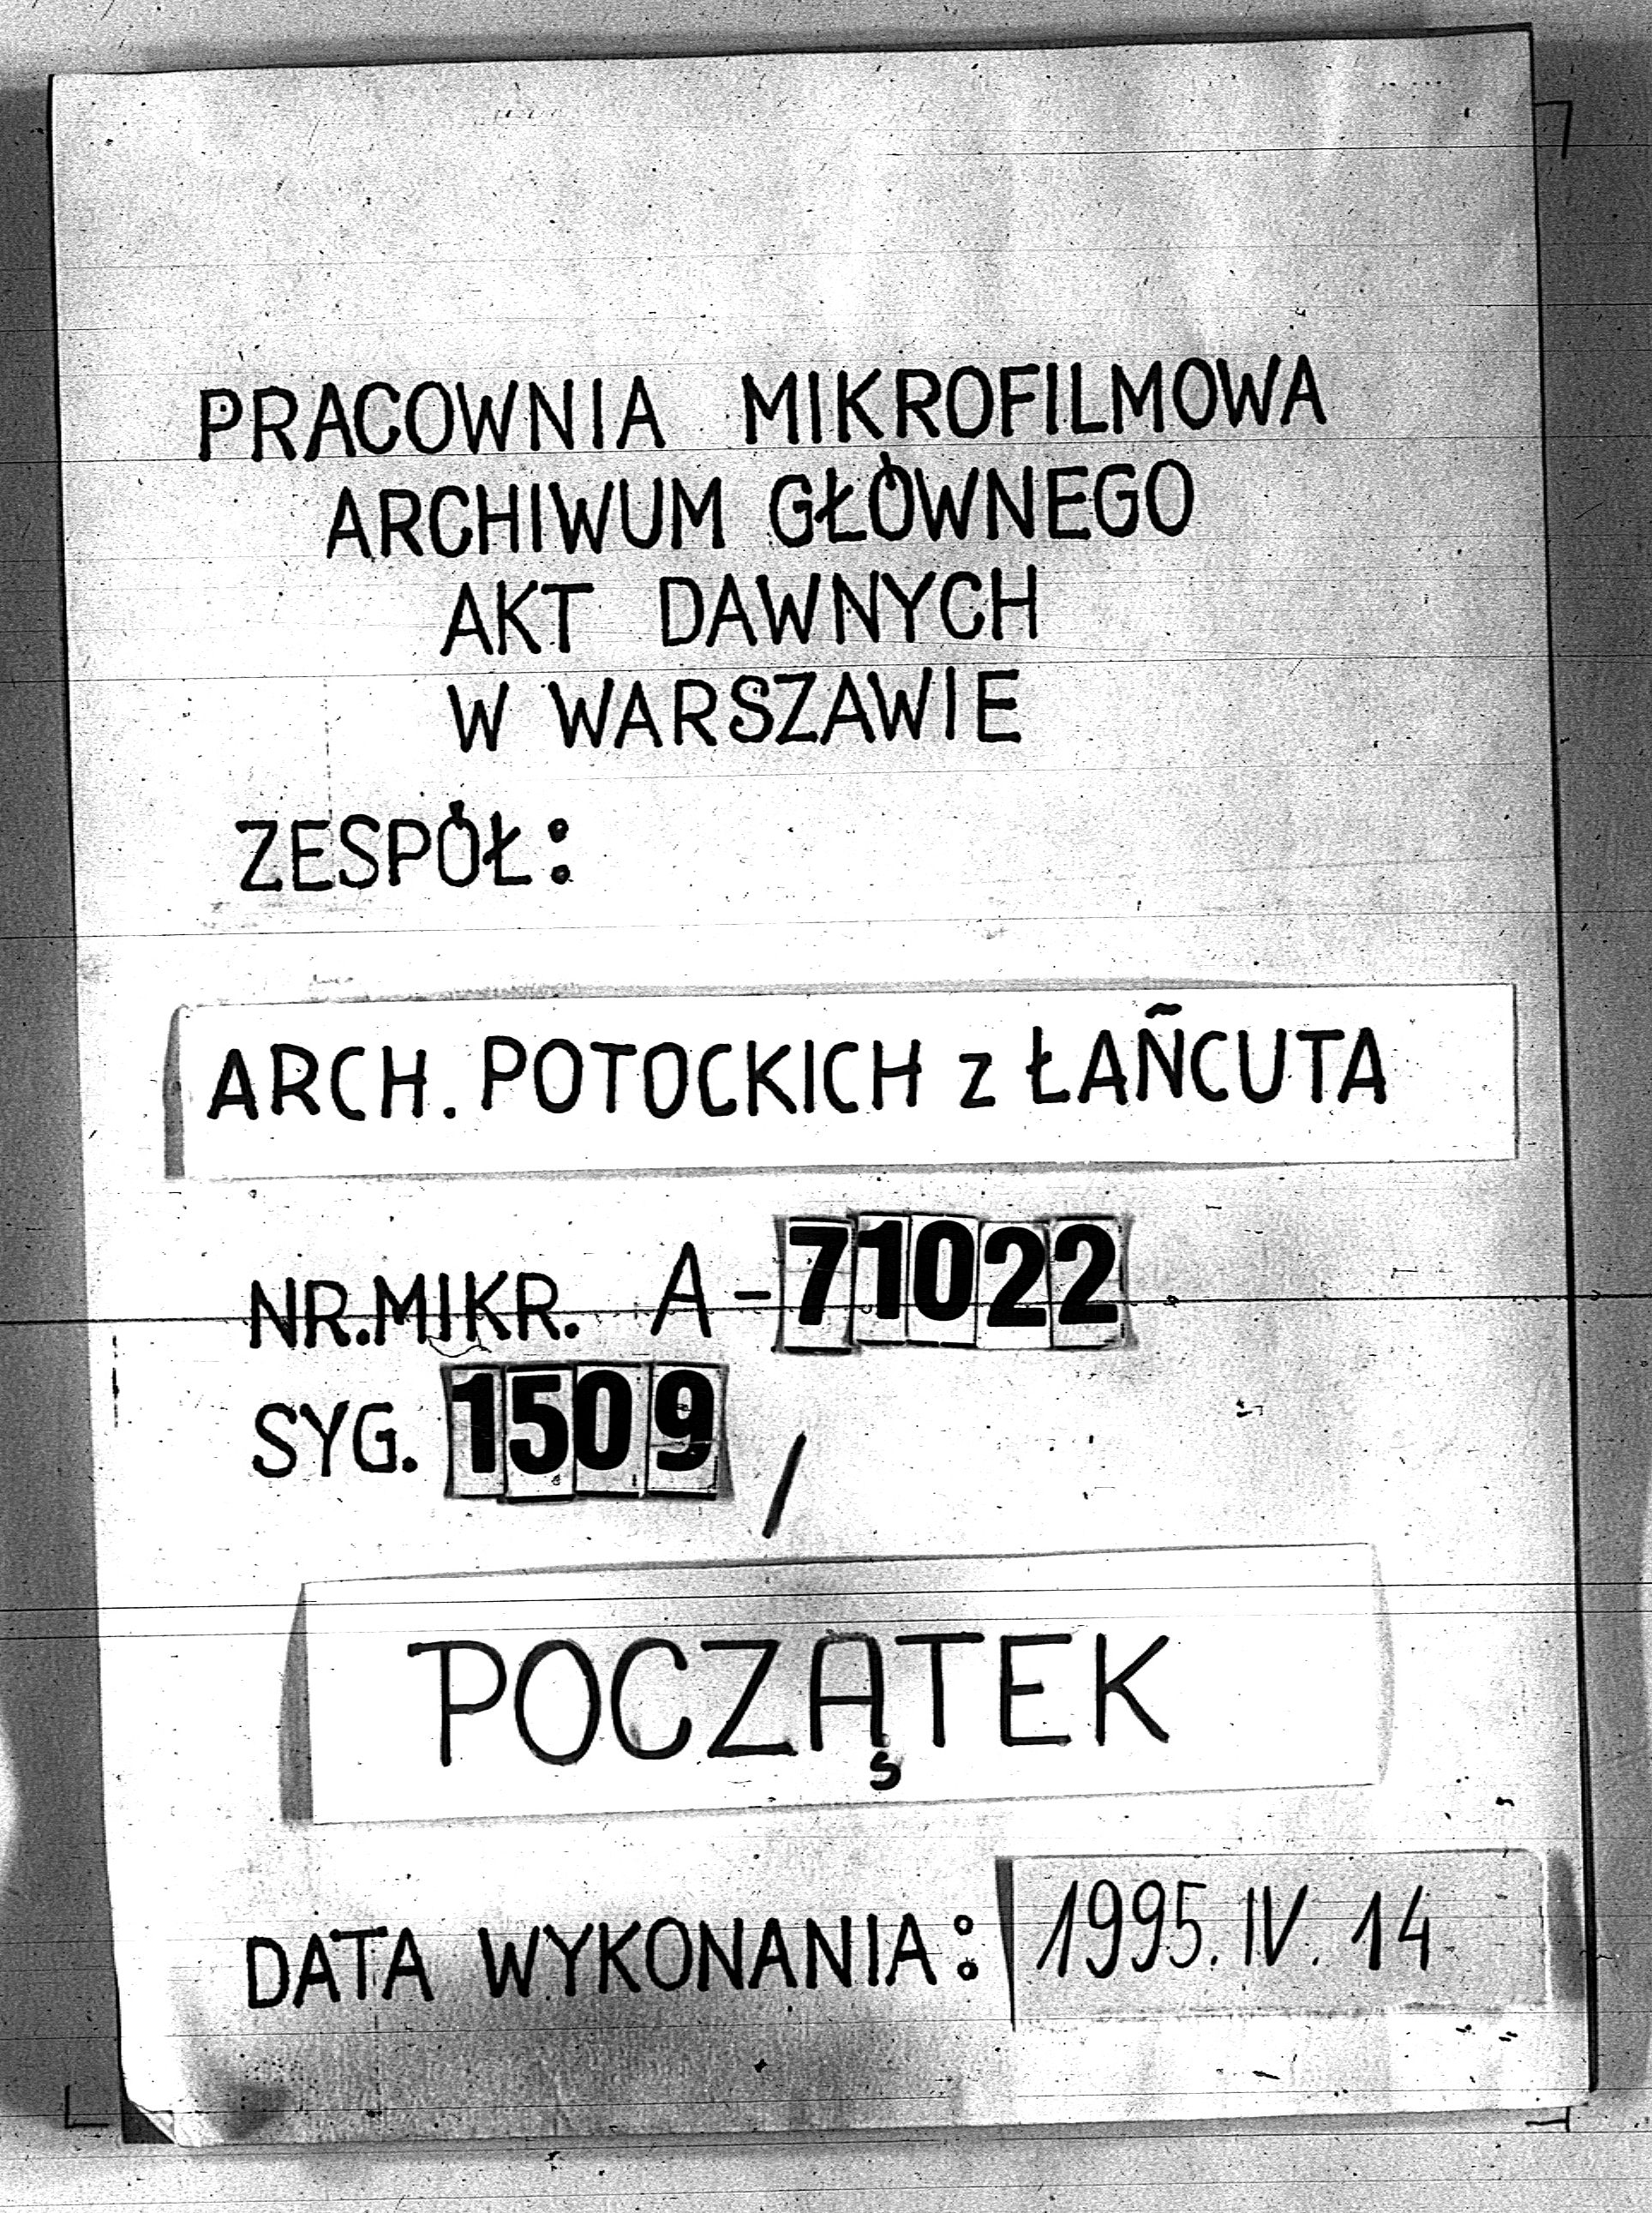 PRACOWNIA MIKROFILMOWA
ARCHIWUM GŁÓWNEGO
AKT DAWNYCH
W WARSZAWIE
ZESPÓŁ:
ARCH. POTOCKICH z ŁAŃCUTA
NR.MIKR. A-71022
SYG. 1509 /
POCZĄTEK
DATA WYKONANIA: 1995.IV.14